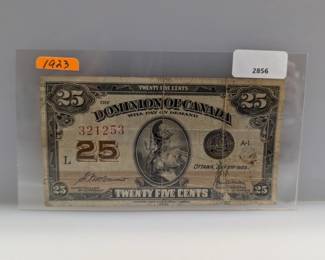 1923
2856
TWENTY FIVE CENTS
25 THE 25
DOMINION OF CANADA
WILL PAY ON DEMAND
321253
L 25 A-1
OTTAWA,
25 TWENTY FIVE CENTS 25